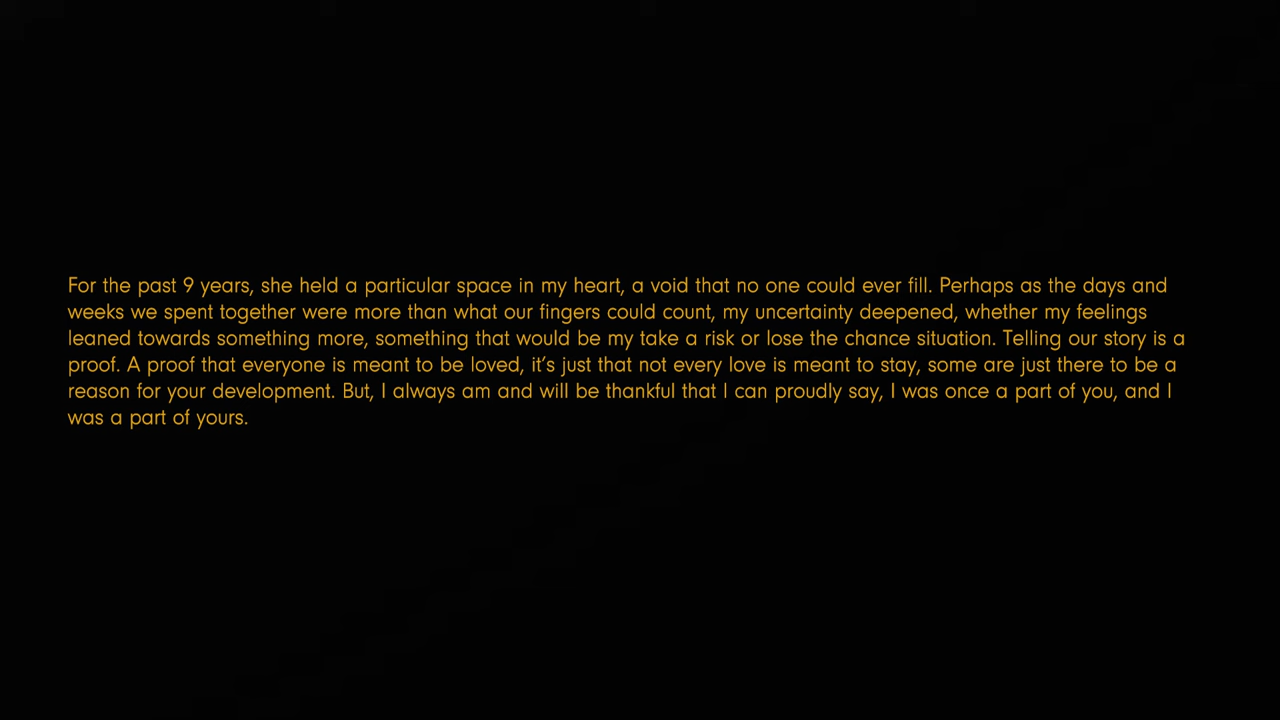 For the past 9 years, she held a particular space in my heart, a void that no one could ever fill. Perhaps as the days and
weeks we spent together were more than what our fingers could count, my uncertainty deepened, whether my feelings
leaned towards something more, something that would be my take a risk or lose the chance situation. Telling our story is a
proof. A proof that everyone is meant to be loved, it's just that not every love is meant to stay, some are just there to be a
reason for your development. But, I always am and will be thankful that I can proudly say, I was once a part of you, and I
was a part of yours.